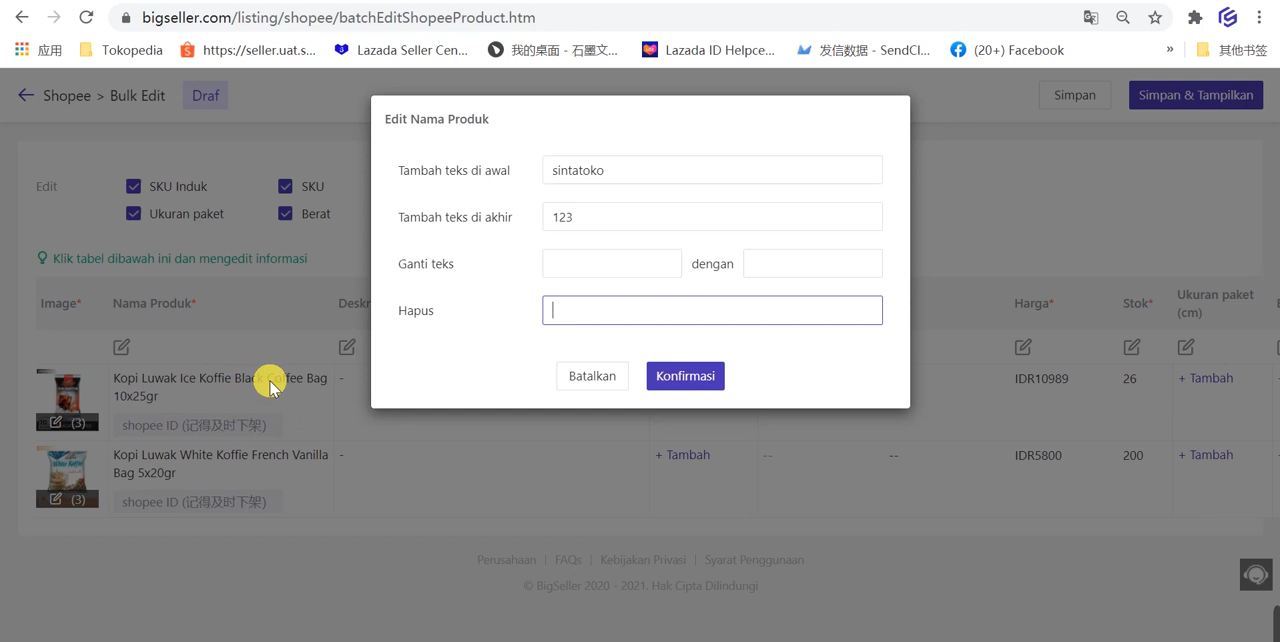 bigseller.com/listing/shopee/batchEditShopeeProduct.htm
应用 Tokopedia https://seller.uat.s... Lazada Seller Cen... 我的桌面 - 石墨文... Lazada ID Helpce... 发信数据 - SendCl... (20+) Facebook » 其他书签
Shopee > Bulk Edit Draf Simpan Simpan & Tampilkan
Edit Nama Produk
Tambah teks di awal sintatoko
Tambah teks di akhir 123
Ganti teks dengan
Hapus
Batalkan Konfirmasi
Edit SKU Induk SKU
Ukuran paket Berat
Klik tabel dibawah ini dan mengedit informasi
Image* Nama Produk* Deskr Harga* Stok* Ukuran paket
(cm)
Kopi Luwak Ice Koffie Black Coffee Bag - IDR10989 26 + Tambah
10x25gr
(3) shopee ID (记得及时下架)
Kopi Luwak White Koffie French Vanilla - + Tambah -- -- IDR5800 200 + Tambah
Bag 5x20gr
(3) shopee ID (记得及时下架)
Perusahaan | FAQs | Kebijakan Privasi | Syarat Penggunaan
© BigSeller 2020 - 2021. Hak Cipta Dilindungi